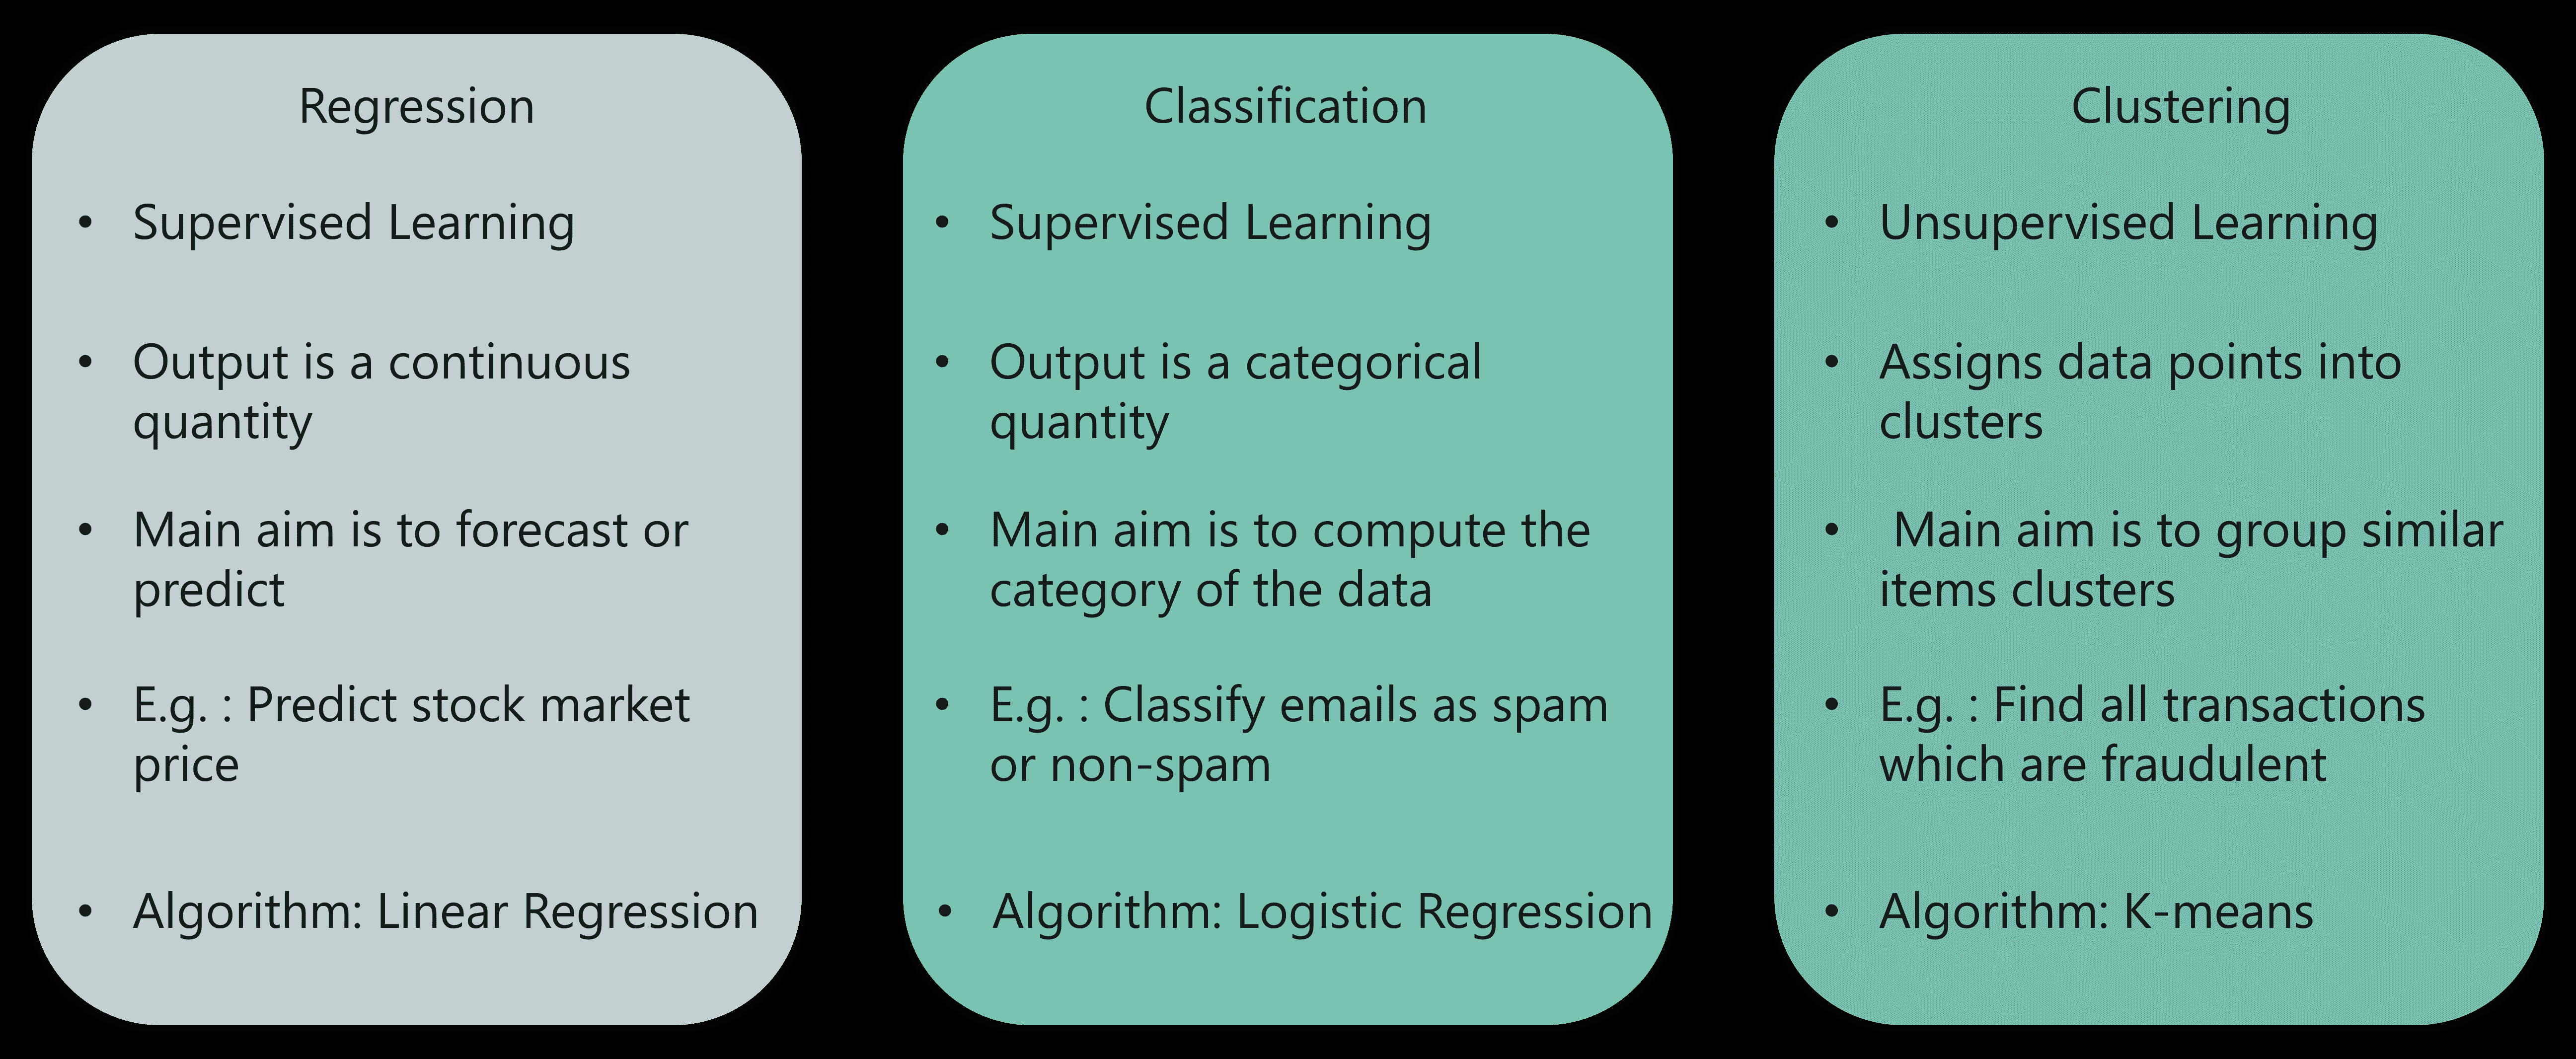 Regression
• Supervised Learning
• Output is a continuous
quantity
• Main aim is to forecast or
predict
• E.g. : Predict stock market
price
• Algorithm: Linear Regression
Classification
• Supervised Learning
• Output is a categorical
quantity
• Main aim is to compute the
category of the data
• E.g. : Classify emails as spam
or non-spam
• Algorithm: Logistic Regression
Clustering
• Unsupervised Learning
• Assigns data points into
clusters
• Main aim is to group similar
items clusters
• E.g. : Find all transactions
which are fraudulent
• Algorithm: K-means